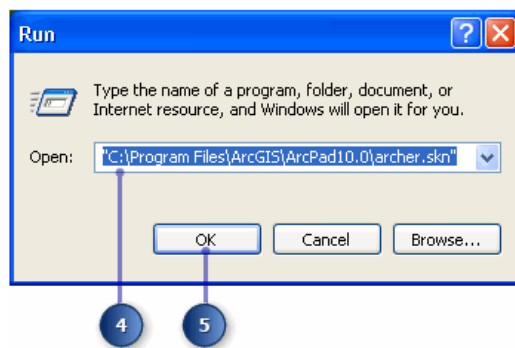 Run
Type the name of a program, folder, document, or
Internet resource, and Windows will open it for you.
Open: "C:\Program Files\ArcGIS\ArcPad10.0\archer.skn"
OK Cancel Browse...
4 5